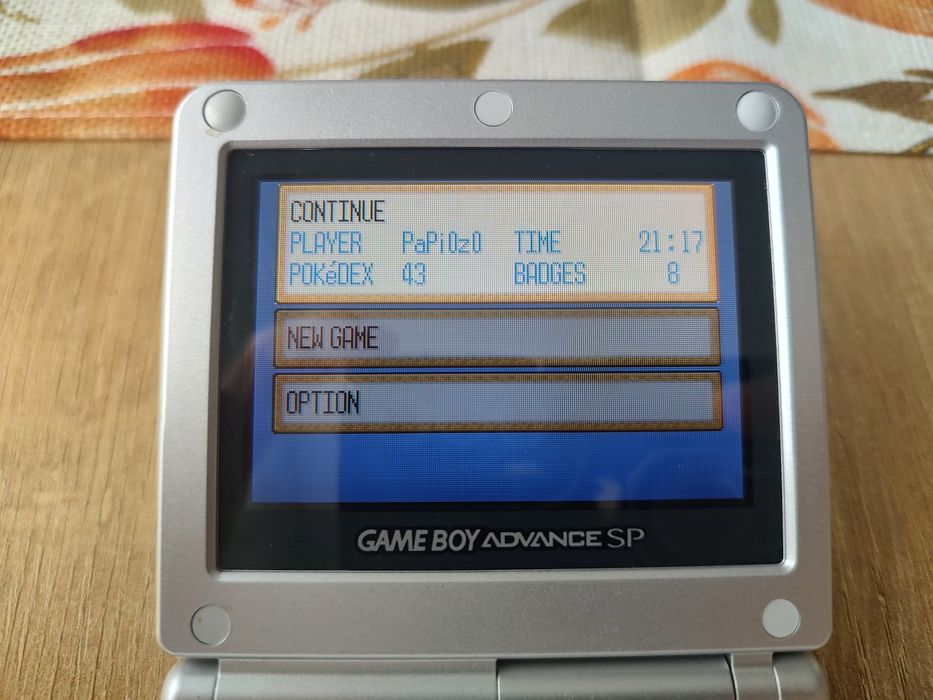 CONTINUE
PLAYER PaPiOzO TIME 21:17
POKéDEX 43 BADGES 8
NEW GAME
OPTION
GAME BOY ADVANCE SP